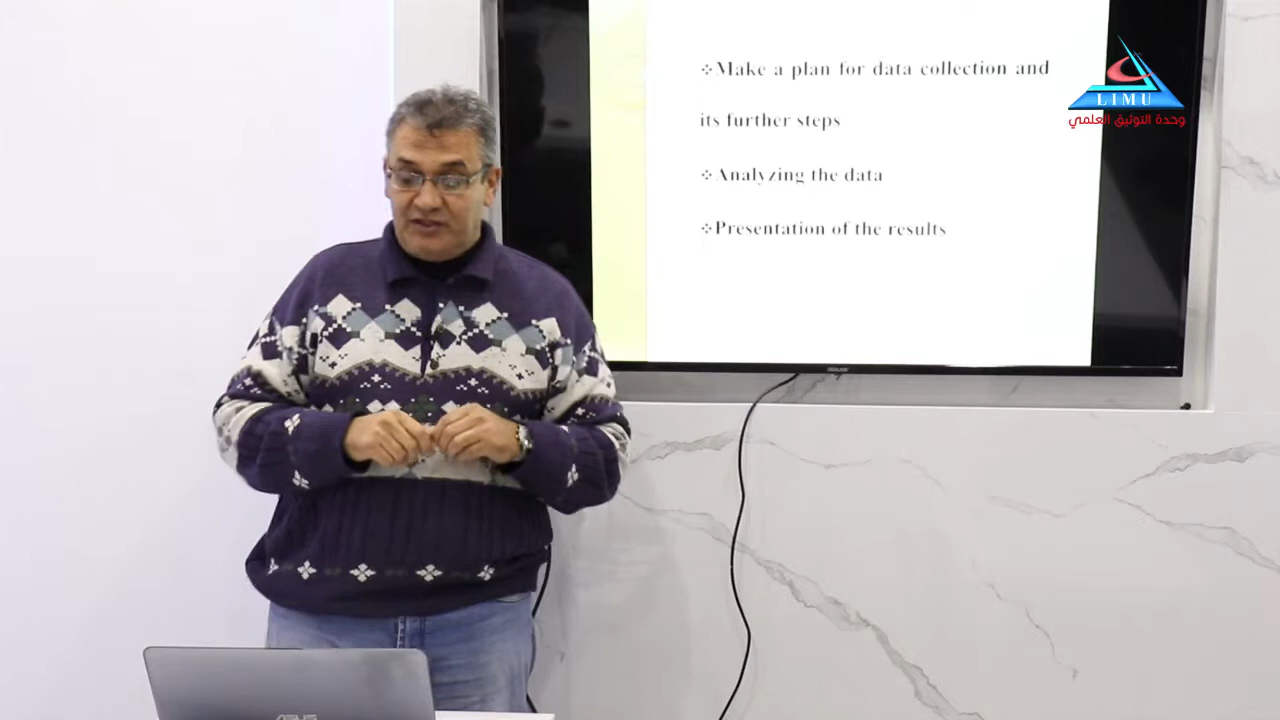 ❖Make a plan for data collection and
its further steps
❖Analyzing the data
❖Presentation of the results
LIMU
وحدة التوثيق العلمي
ASUS